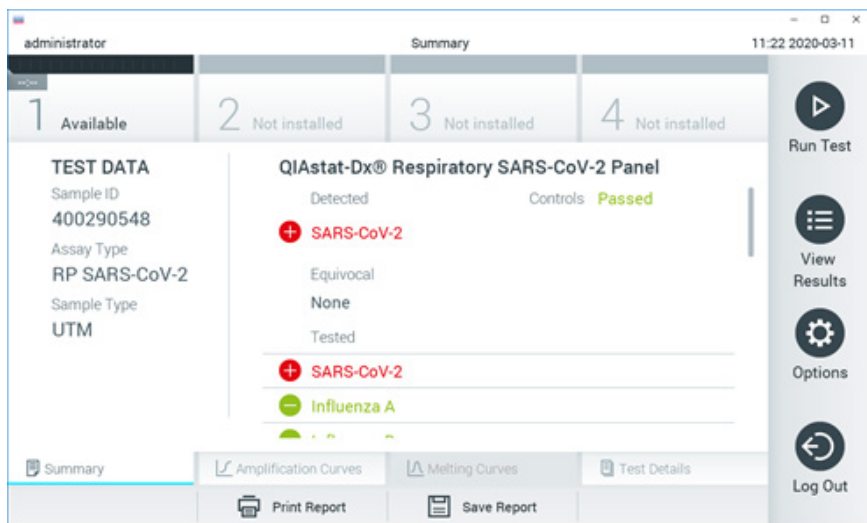 administrator Summary 11:22 2020-03-11
1 Available 2 Not installed 3 Not installed 4 Not installed
Run Test
TEST DATA
Sample ID
400290548
Assay Type
RP SARS-CoV-2
Sample Type
UTM
QIAstat-Dx® Respiratory SARS-CoV-2 Panel
Detected Controls Passed
SARS-CoV-2
Equivocal
None
Tested
SARS-CoV-2
Influenza A
View
Results
Options
Log Out
Summary Amplification Curves Melting Curves Test Details
Print Report Save Report